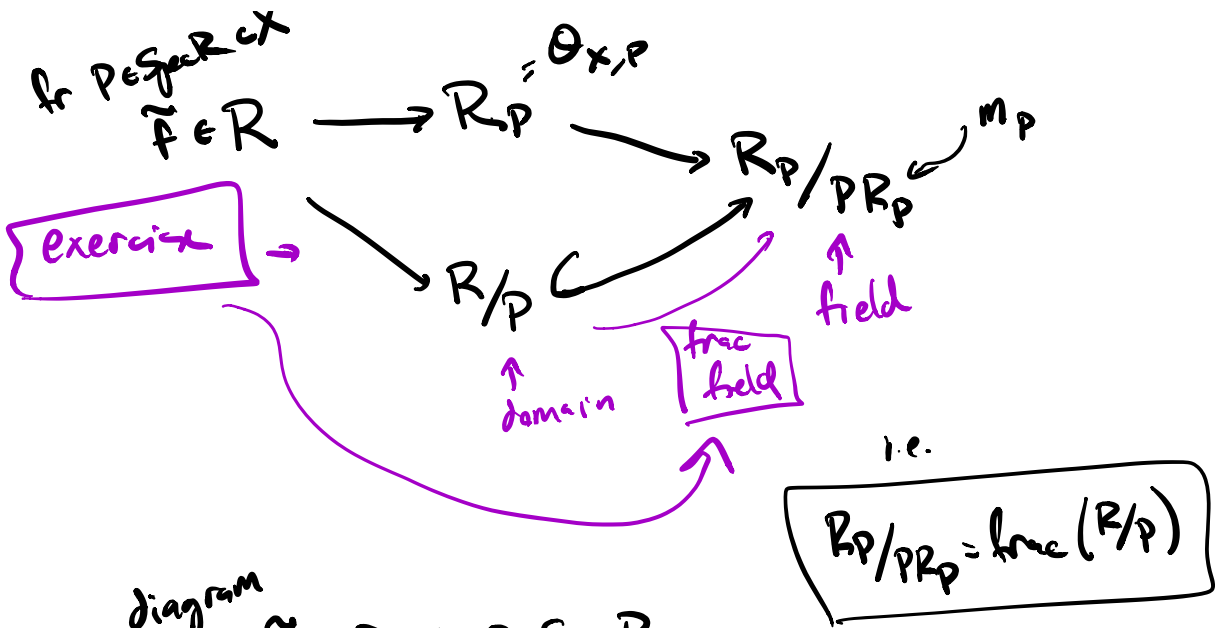 for P ∈ Spec R ⊂ X
f̃ ∈ R → R_P = O_{X,P}
R_P/PR_P ← m_P
exercise →
R/P
field
frac
field
domain
i.e.
R_P/PR_P = frac (R/P)
diagram